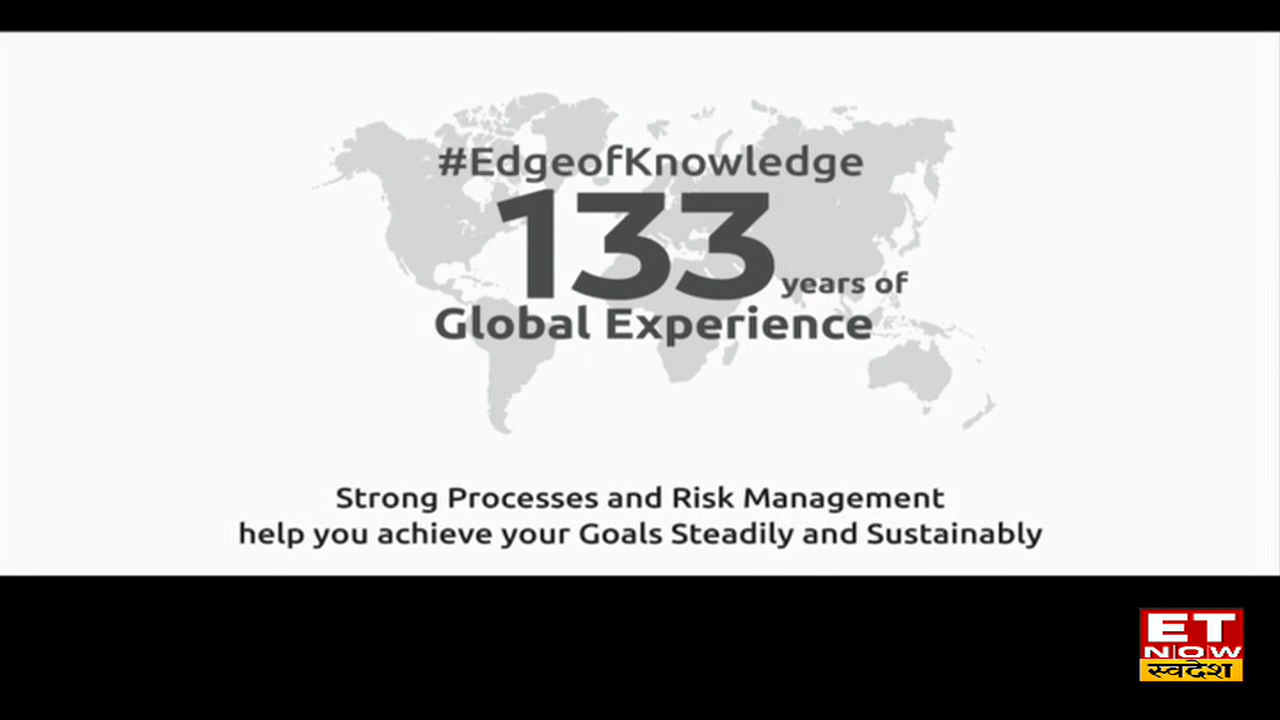 #EdgeofKnowledge
133 years of
Global Experience
Strong Processes and Risk Management
help you achieve your Goals Steadily and Sustainably
ET
NOW
स्वदेश